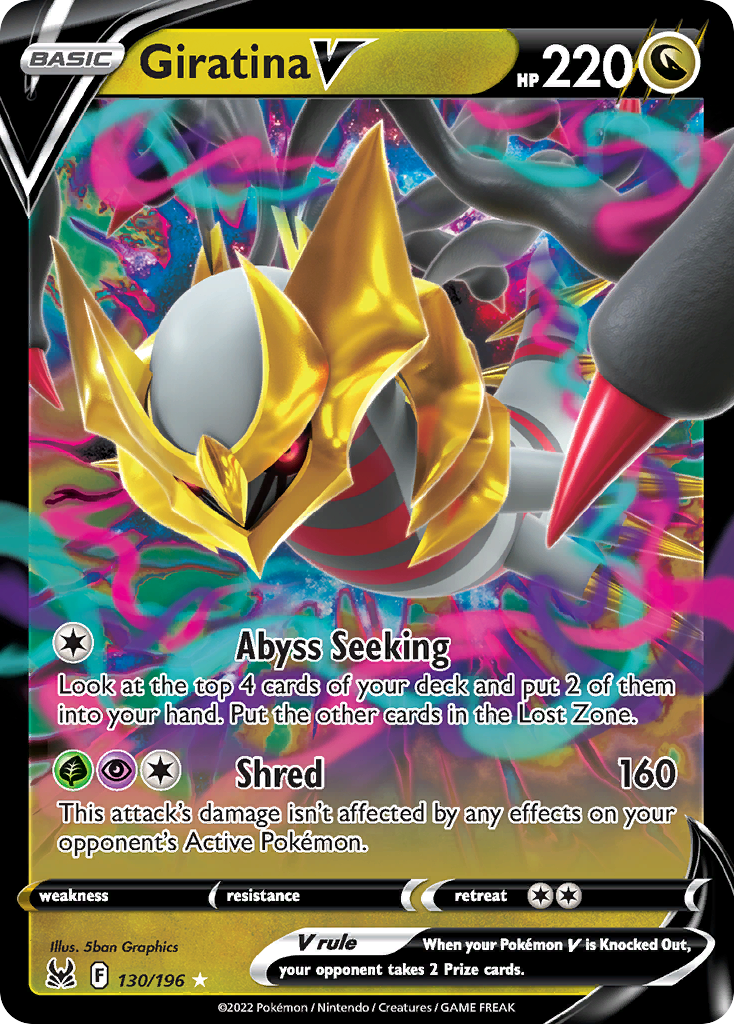 BASIC Giratina V HP 220
Abyss Seeking
Look at the top 4 cards of your deck and put 2 of them
into your hand. Put the other cards in the Lost Zone.
Shred 160
This attack's damage isn't affected by any effects on your
opponent's Active Pokémon.
weakness resistance retreat
Illus. 5ban Graphics
V rule When your Pokémon V is Knocked Out,
your opponent takes 2 Prize cards.
F 130/196
©2022 Pokémon / Nintendo / Creatures / GAME FREAK